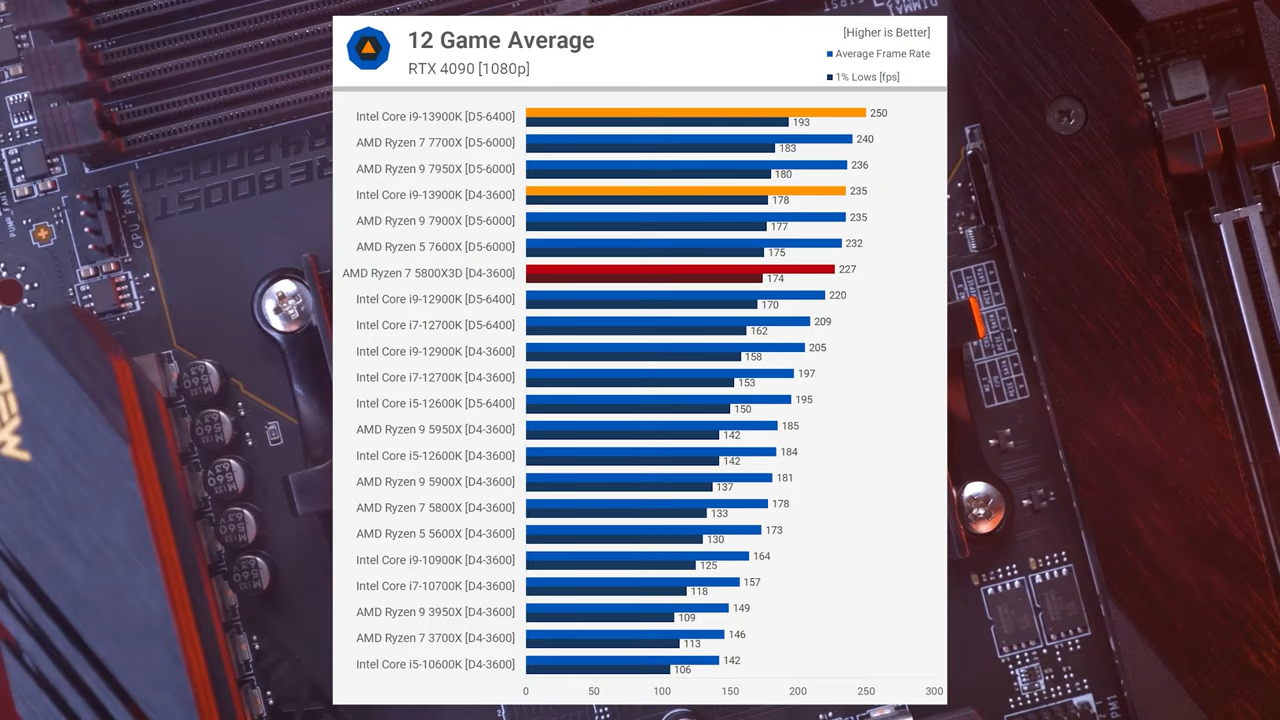 12 Game Average
RTX 4090 [1080p]
[Higher is Better]
Average Frame Rate
1% Lows [fps]
Intel Core i9-13900K [D5-6400] 250 193
AMD Ryzen 7 7700X [D5-6000] 240 183
AMD Ryzen 9 7950X [D5-6000] 236 180
Intel Core i9-13900K [D4-3600] 235 178
AMD Ryzen 9 7900X [D5-6000] 235 177
AMD Ryzen 5 7600X [D5-6000] 232 175
AMD Ryzen 7 5800X3D [D4-3600] 227 174
Intel Core i9-12900K [D5-6400] 220 170
Intel Core i7-12700K [D5-6400] 209 162
Intel Core i9-12900K [D4-3600] 205 158
Intel Core i7-12700K [D4-3600] 197 153
Intel Core i5-12600K [D5-6400] 195 150
AMD Ryzen 9 5950X [D4-3600] 185 142
Intel Core i5-12600K [D4-3600] 184 142
AMD Ryzen 9 5900X [D4-3600] 181 137
AMD Ryzen 7 5800X [D4-3600] 178 133
AMD Ryzen 5 5600X [D4-3600] 173 130
Intel Core i9-10900K [D4-3600] 164 125
Intel Core i7-10700K [D4-3600] 157 118
AMD Ryzen 9 3950X [D4-3600] 149 109
AMD Ryzen 7 3700X [D4-3600] 146 113
Intel Core i5-10600K [D4-3600] 142 106
0 50 100 150 200 250 300
CPU_FAN1